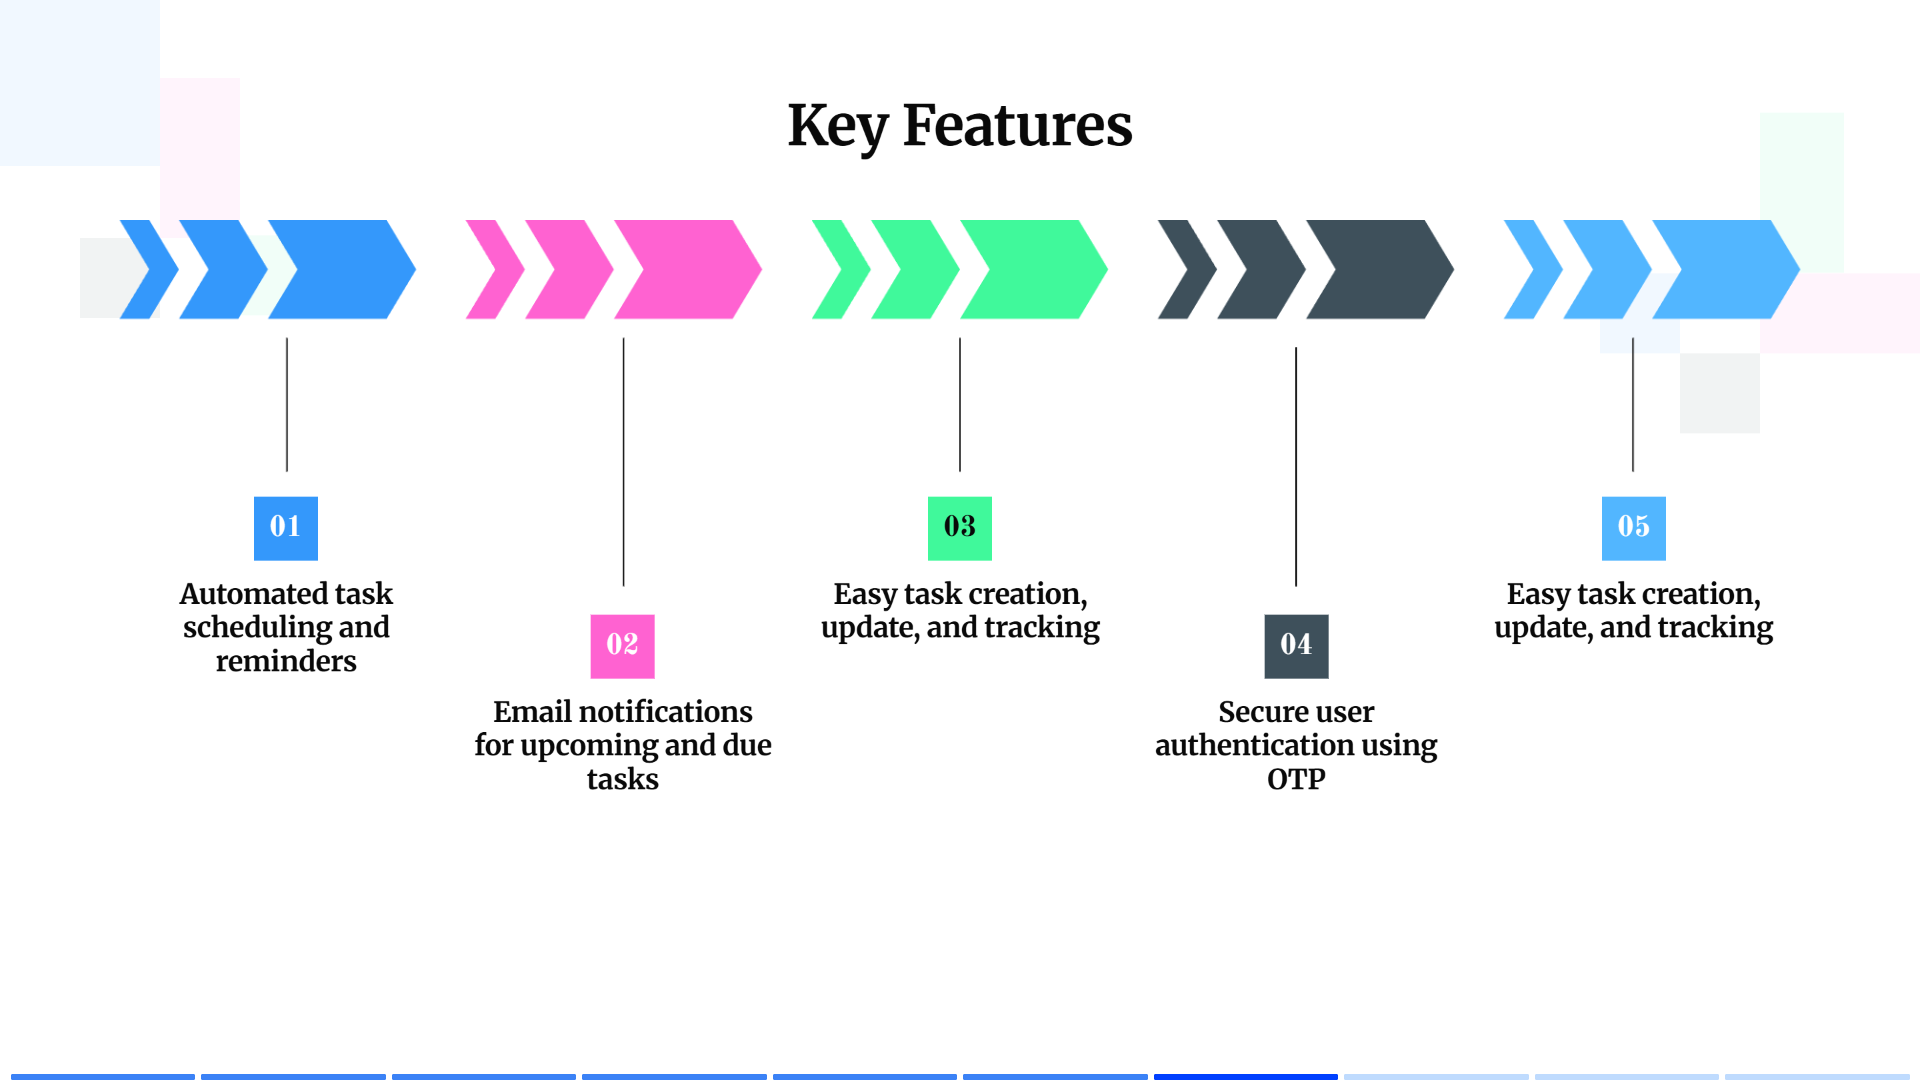 Key Features
01
Automated task
scheduling and
reminders
02
Email notifications
for upcoming and due
tasks
03
Easy task creation,
update, and tracking
04
Secure user
authentication using
OTP
05
Easy task creation,
update, and tracking